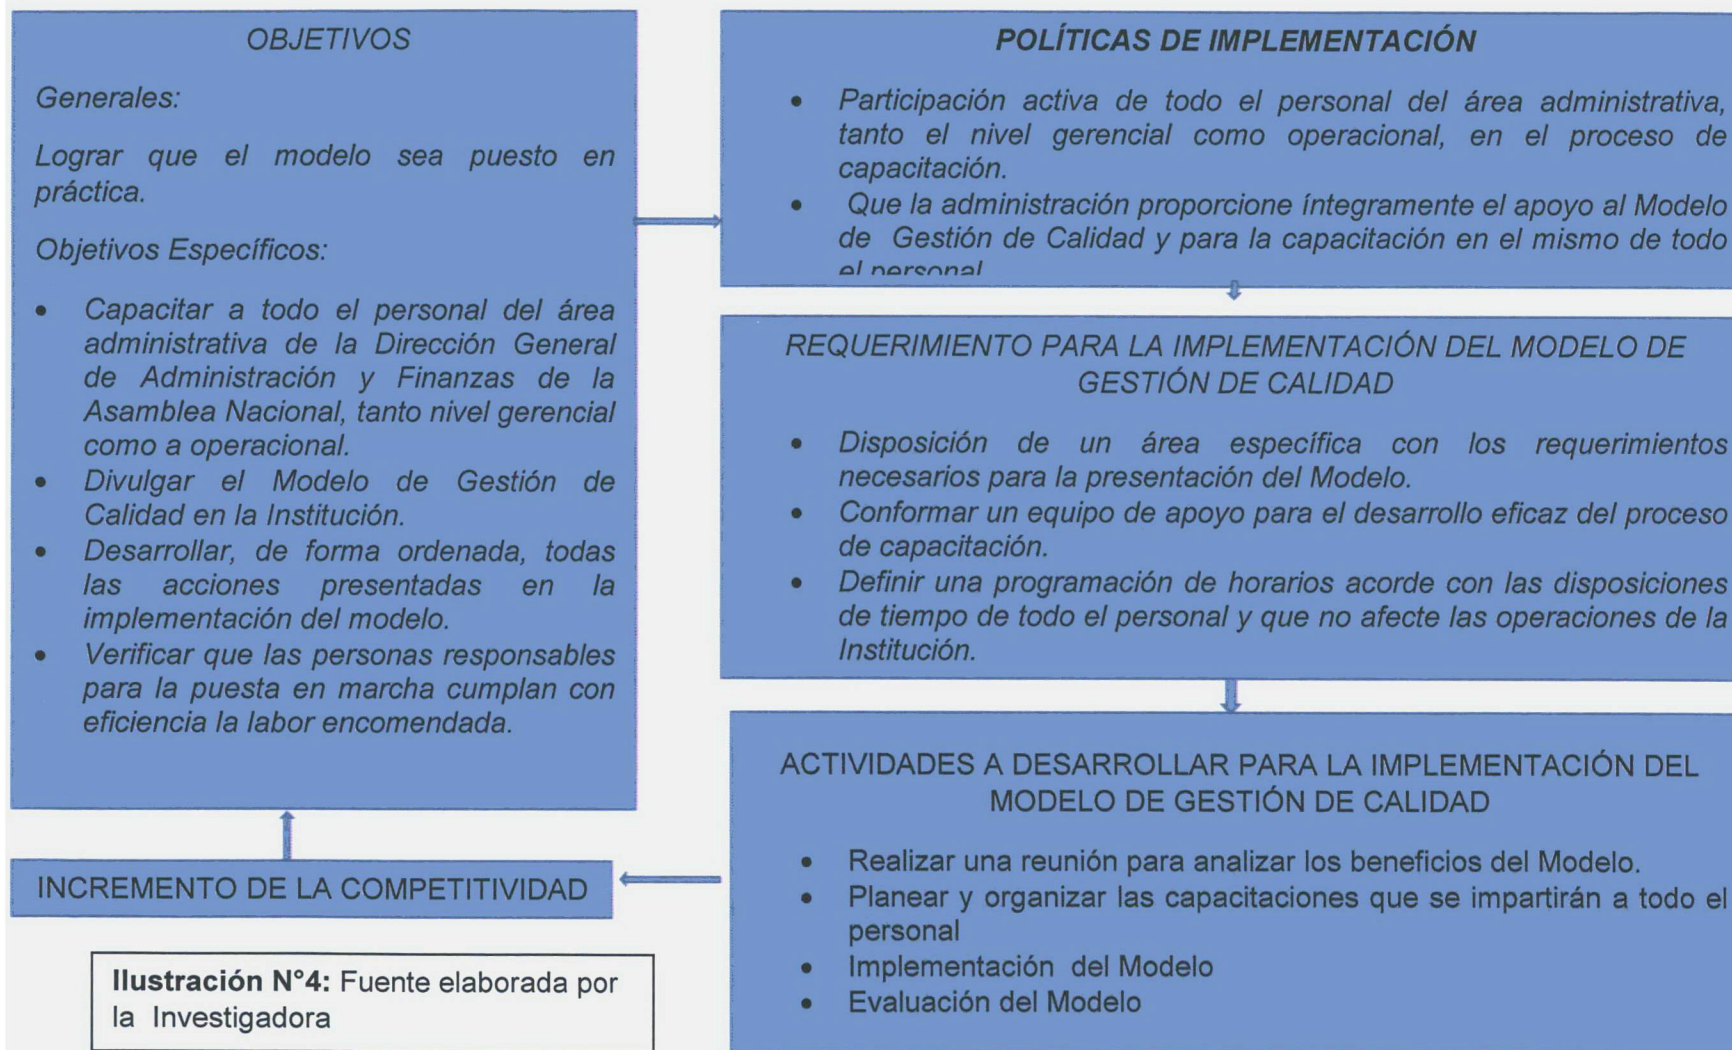 OBJETIVOS
Generales:
Lograr que el modelo sea puesto en
práctica.
Objetivos Específicos:
• Capacitar a todo el personal del área
administrativa de la Dirección General
de Administración y Finanzas de la
Asamblea Nacional, tanto nivel gerencial
como a operacional.
• Divulgar el Modelo de Gestión de
Calidad en la Institución.
• Desarrollar, de forma ordenada, todas
las acciones presentadas en la
implementación del modelo.
• Verificar que las personas responsables
para la puesta en marcha cumplan con
eficiencia la labor encomendada.
POLÍTICAS DE IMPLEMENTACIÓN
• Participación activa de todo el personal del área administrativa,
tanto el nivel gerencial como operacional, en el proceso de
capacitación.
• Que la administración proporcione íntegramente el apoyo al Modelo
de Gestión de Calidad y para la capacitación en el mismo de todo
el personal
REQUERIMIENTO PARA LA IMPLEMENTACIÓN DEL MODELO DE
GESTIÓN DE CALIDAD
• Disposición de un área específica con los requerimientos
necesarios para la presentación del Modelo.
• Conformar un equipo de apoyo para el desarrollo eficaz del proceso
de capacitación.
• Definir una programación de horarios acorde con las disposiciones
de tiempo de todo el personal y que no afecte las operaciones de la
Institución.
ACTIVIDADES A DESARROLLAR PARA LA IMPLEMENTACIÓN DEL
MODELO DE GESTIÓN DE CALIDAD
• Realizar una reunión para analizar los beneficios del Modelo.
• Planear y organizar las capacitaciones que se impartirán a todo el
personal
• Implementación del Modelo
• Evaluación del Modelo
INCREMENTO DE LA COMPETITIVIDAD
Ilustración N°4: Fuente elaborada por
la Investigadora